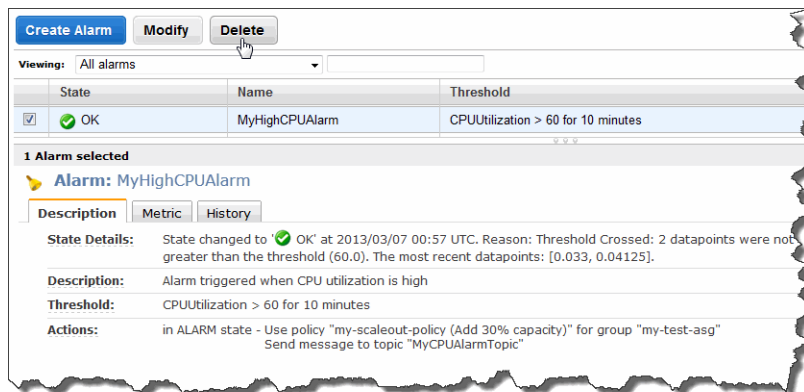 Create Alarm Modify Delete
Viewing: All alarms
State Name Threshold
OK MyHighCPUAlarm CPUUtilization > 60 for 10 minutes
1 Alarm selected
Alarm: MyHighCPUAlarm
Description Metric History
State Details: State changed to 'OK' at 2013/03/07 00:57 UTC. Reason: Threshold Crossed: 2 datapoints were not
greater than the threshold (60.0). The most recent datapoints: [0.033, 0.04125].
Description: Alarm triggered when CPU utilization is high
Threshold: CPUUtilization > 60 for 10 minutes
Actions: in ALARM state - Use policy "my-scaleout-policy (Add 30% capacity)" for group "my-test-asg"
Send message to topic "MyCPUAlarmTopic"